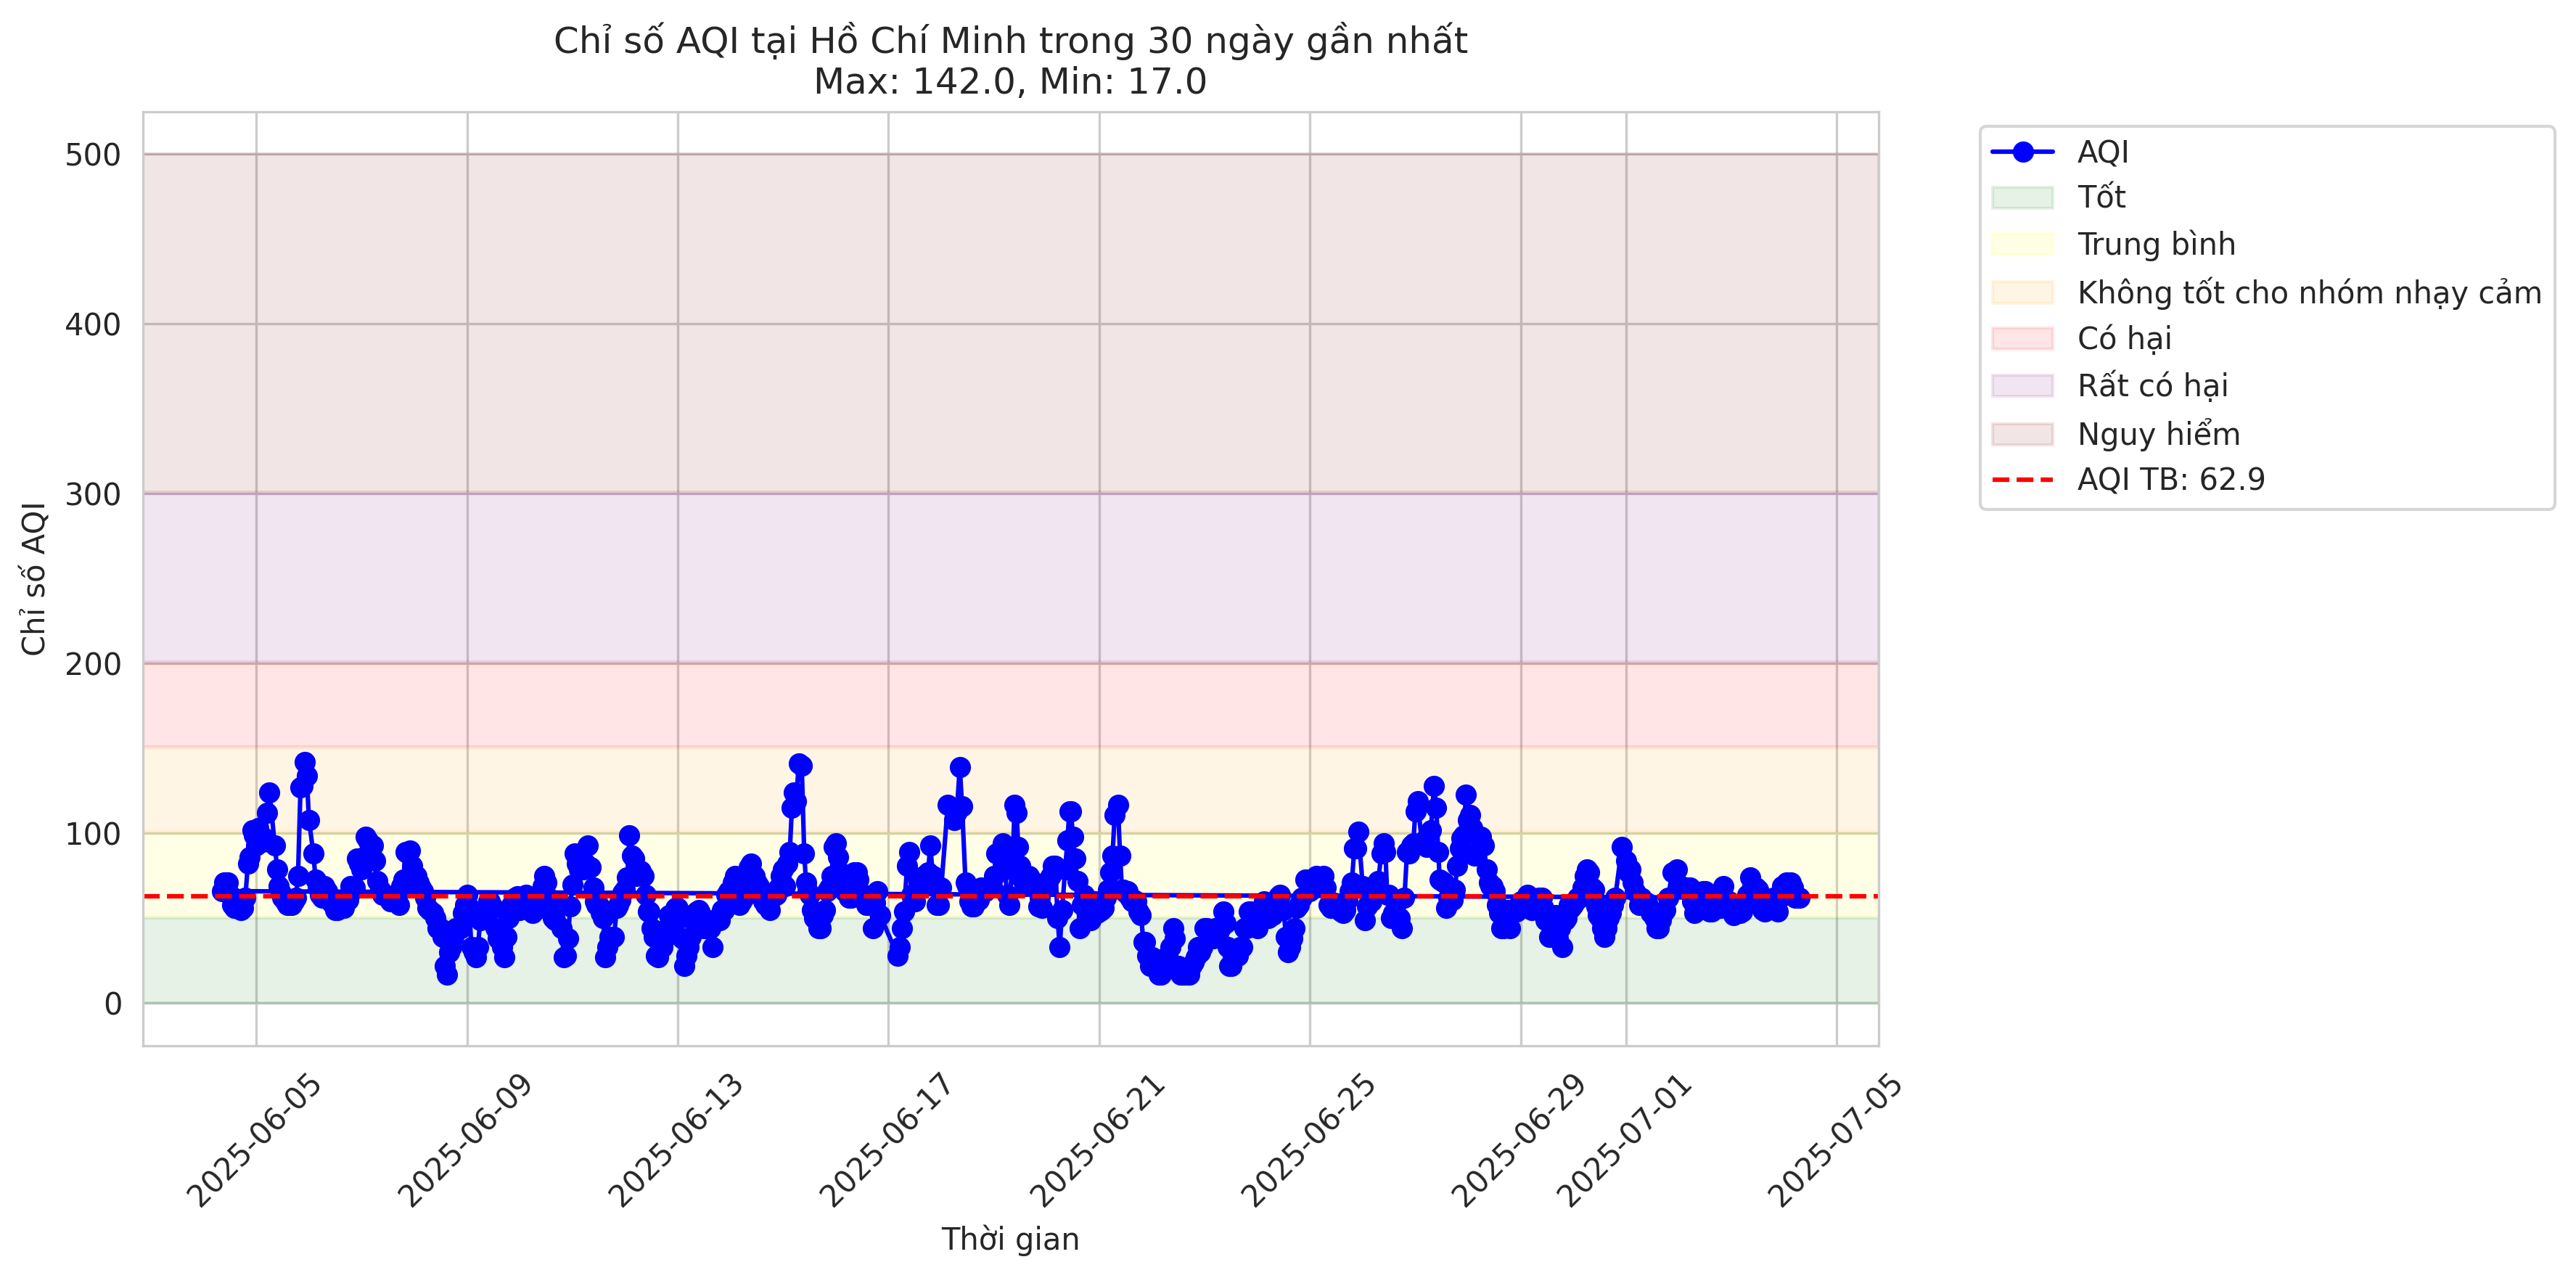 Chỉ số AQI tại Hồ Chí Minh trong 30 ngày gần nhất
Max: 142.0, Min: 17.0
Chỉ số AQI
500
400
300
200
100
0
2025-06-05
2025-06-09
2025-06-13
2025-06-17
2025-06-21
2025-06-25
2025-06-29
2025-07-01
2025-07-05
Thời gian
AQI
Tốt
Trung bình
Không tốt cho nhóm nhạy cảm
Có hại
Rất có hại
Nguy hiểm
AQI TB: 62.9